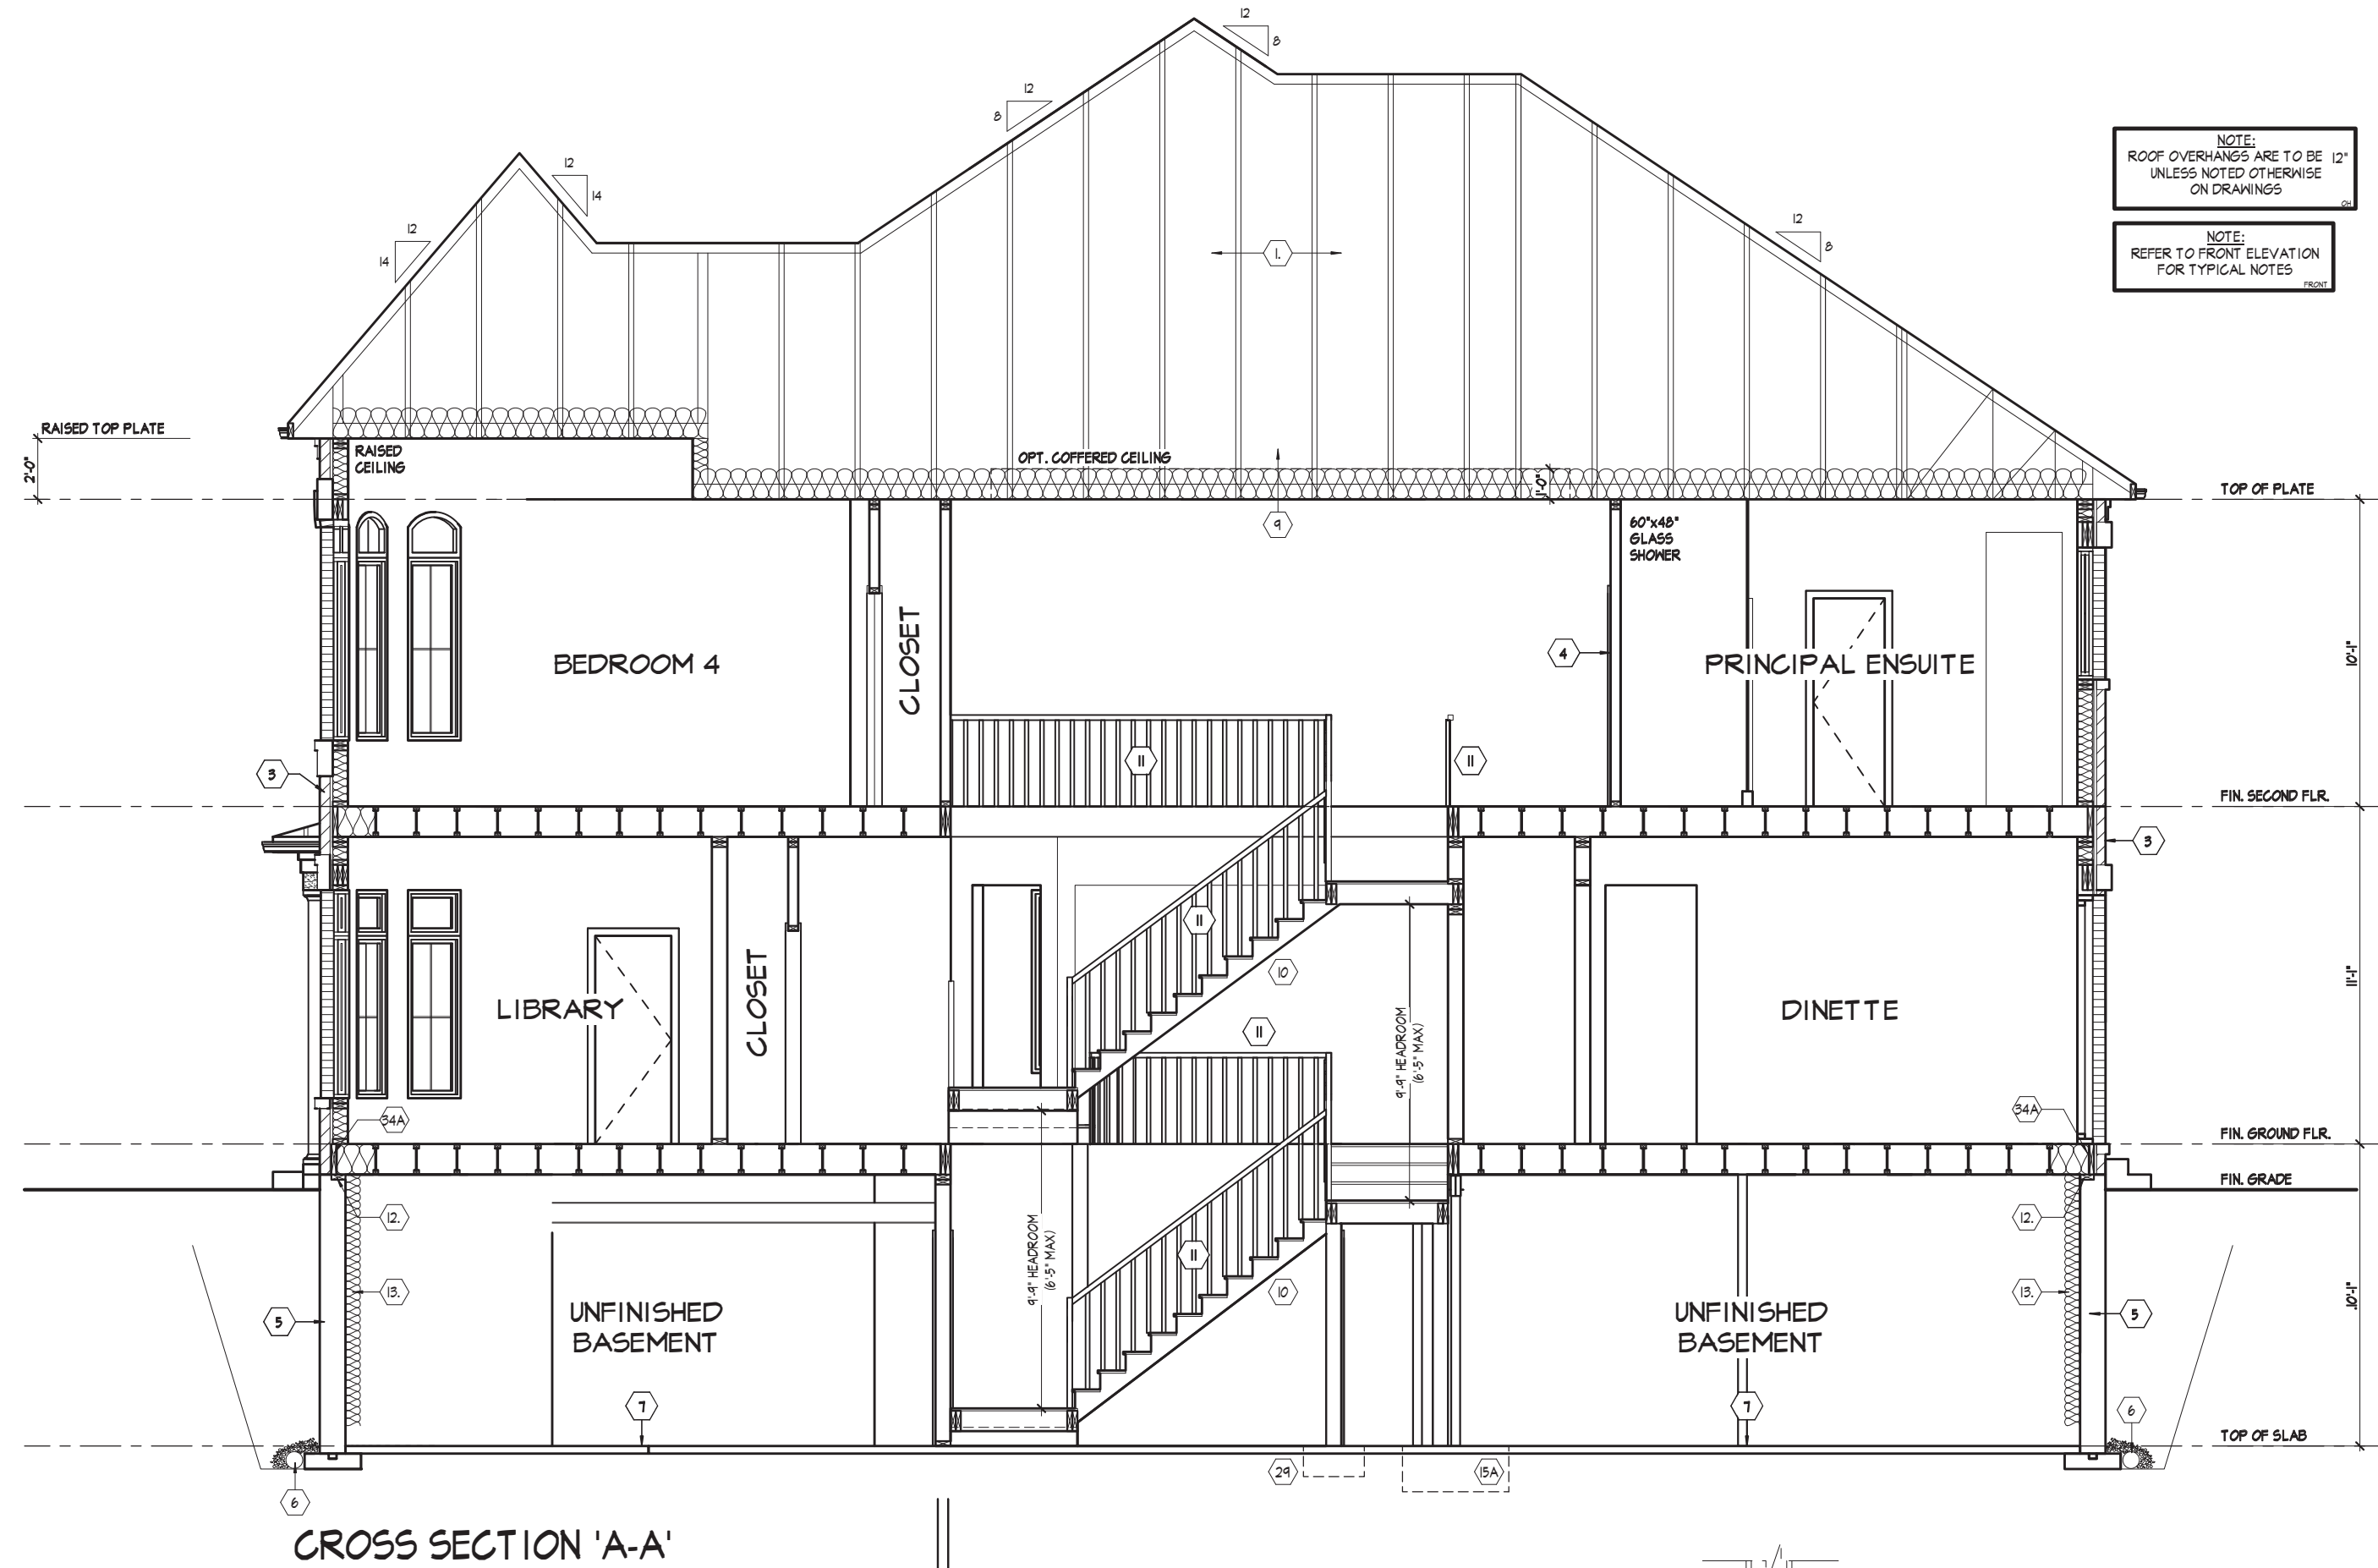 12
8
12
8
12
14
12
14
12
8
NOTE:
ROOF OVERHANGS ARE TO BE 12"
UNLESS NOTED OTHERWISE
ON DRAWINGS
OH
NOTE:
REFER TO FRONT ELEVATION
FOR TYPICAL NOTES
FRONT
1.
RAISED TOP PLATE
2'-0"
RAISED
CEILING
OPT. COFFERED CEILING
1'-0"
9
TOP OF PLATE
60"x48"
GLASS
SHOWER
BEDROOM 4
CLOSET
4
PRINCIPAL ENSUITE
10'-1"
3
11
11
FIN. SECOND FLR.
3
11
10
LIBRARY
CLOSET
11
9'-9" HEADROOM
(6'-5" MAX)
DINETTE
11'-1"
34A
34A
FIN. GROUND FLR.
FIN. GRADE
12.
12.
9'-9" HEADROOM
(6'-5" MAX)
11
10
13.
13.
5
5
UNFINISHED
BASEMENT
UNFINISHED
BASEMENT
10'-1"
7
7
6
TOP OF SLAB
29
15A
6
CROSS SECTION 'A-A'